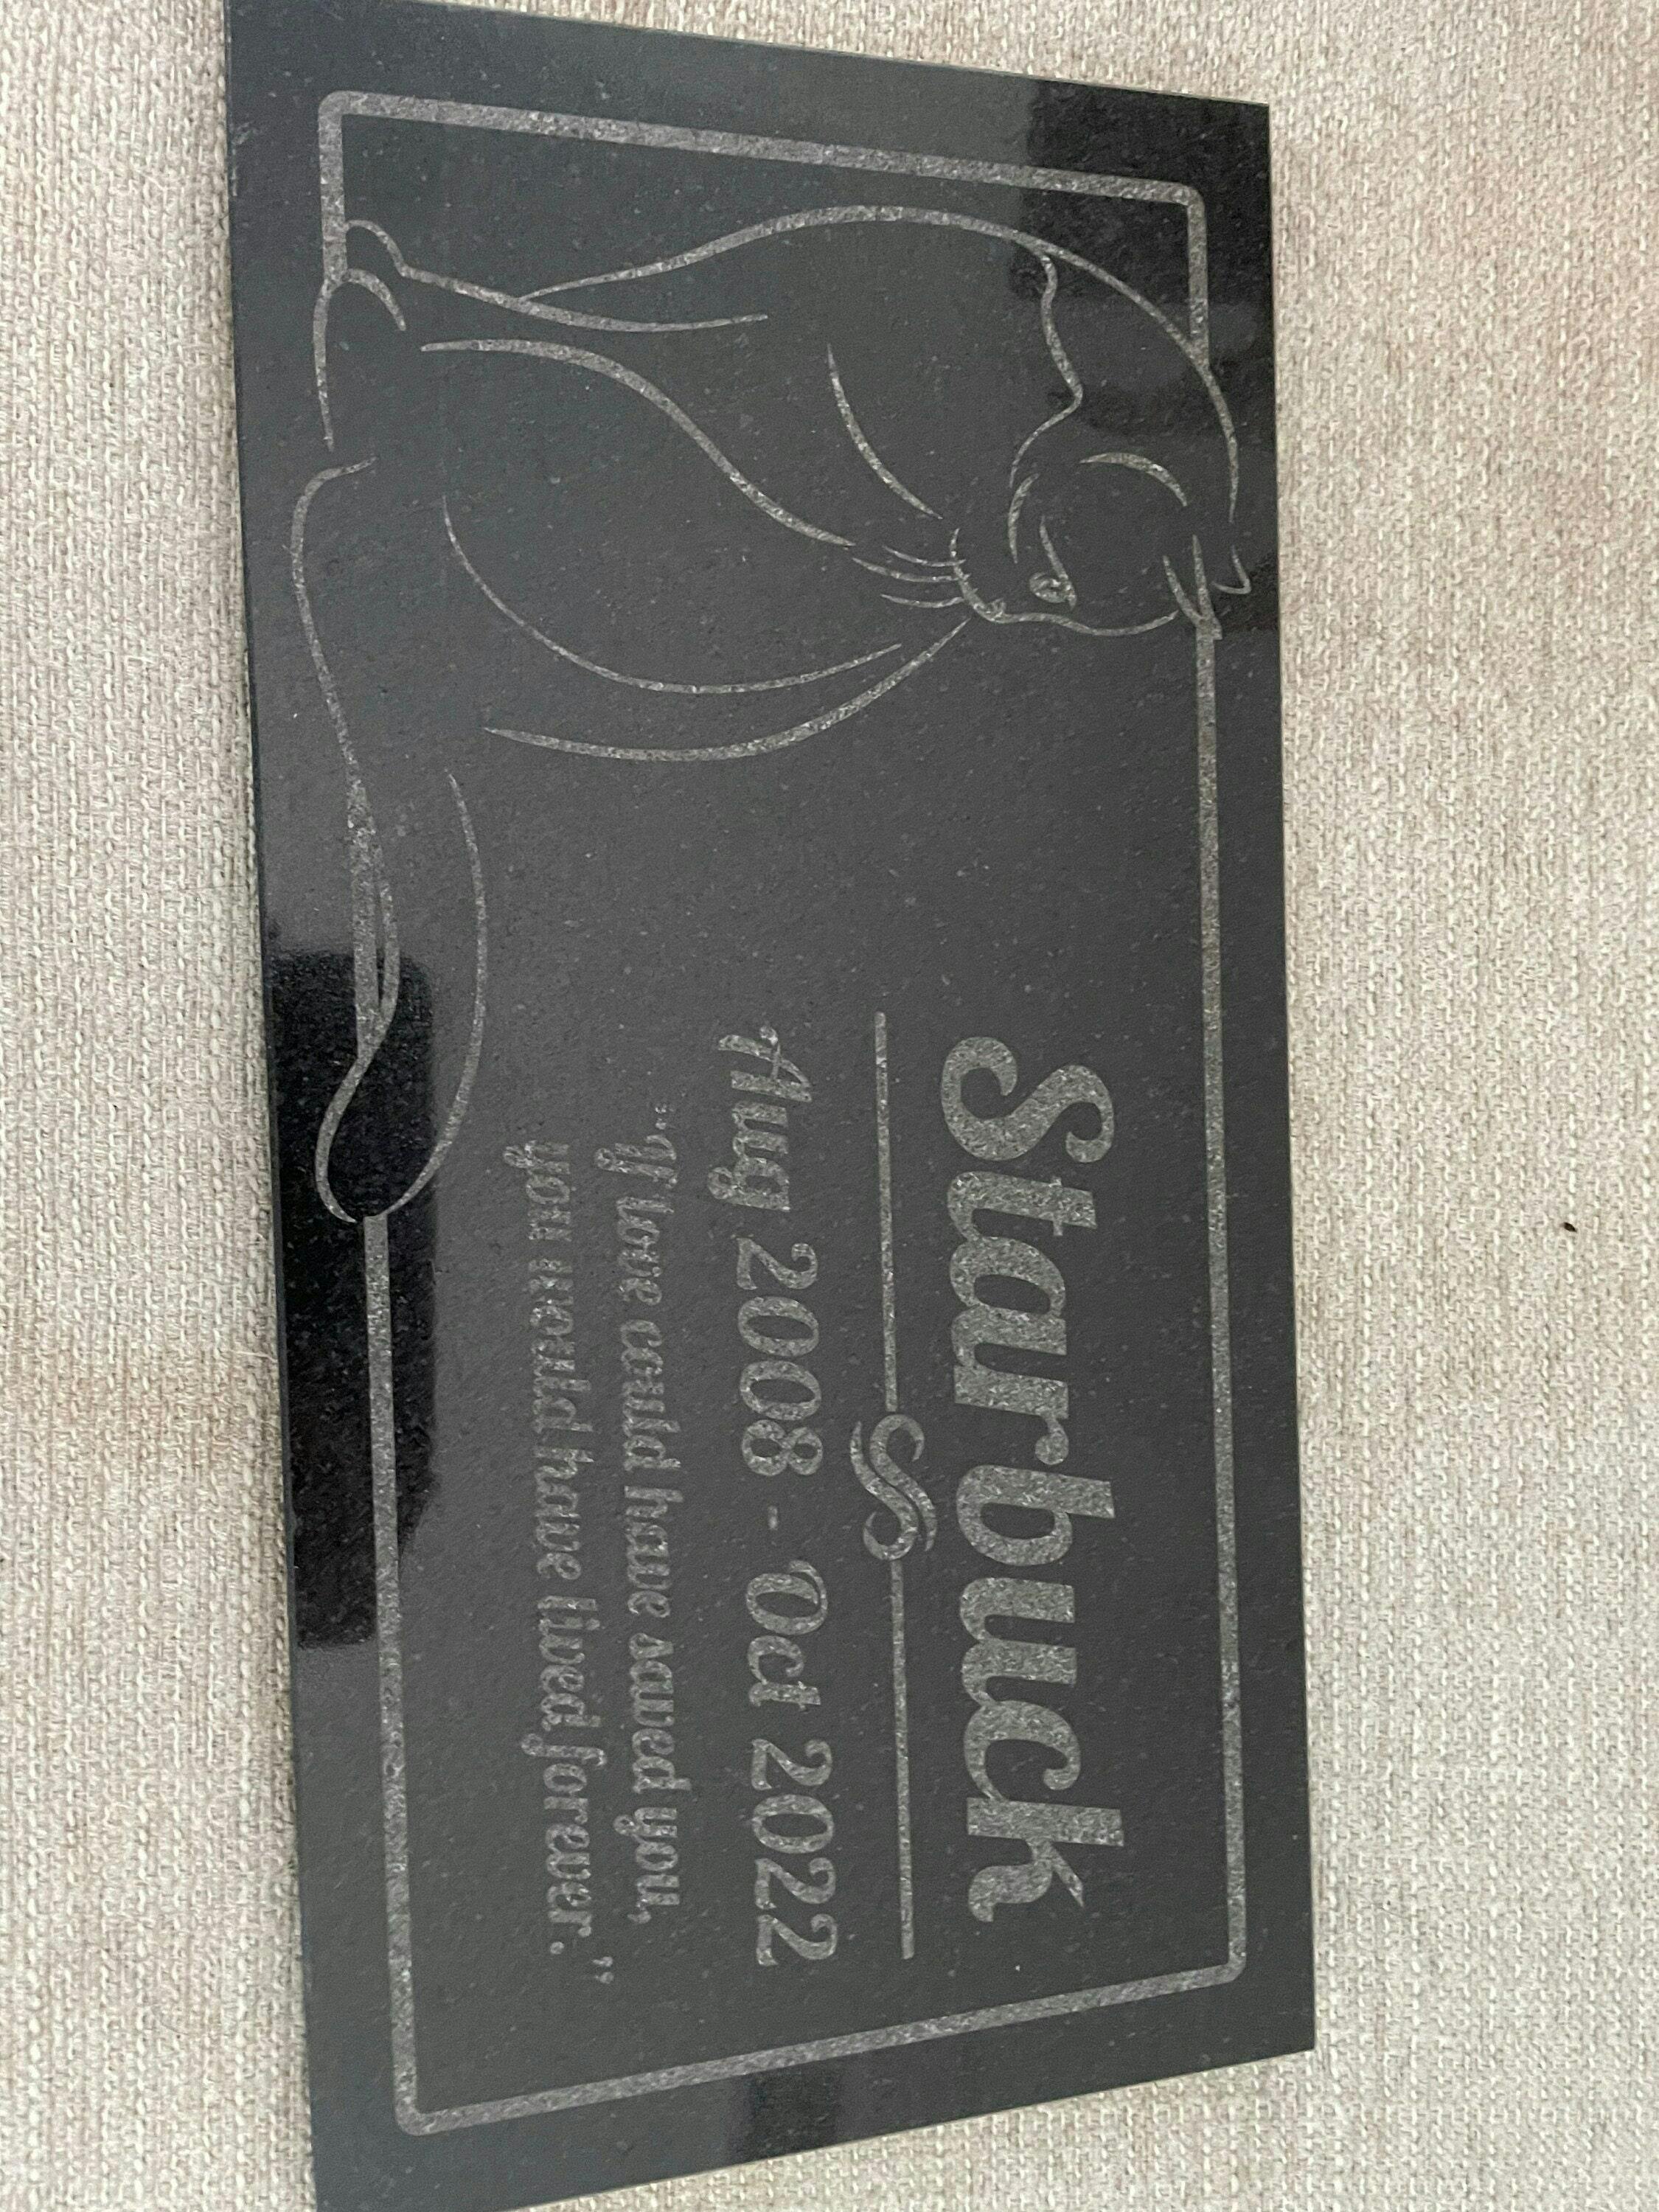 Starbuck
Aug 2008 - Oct 2022
"If love could have saved you,
you would have lived forever."